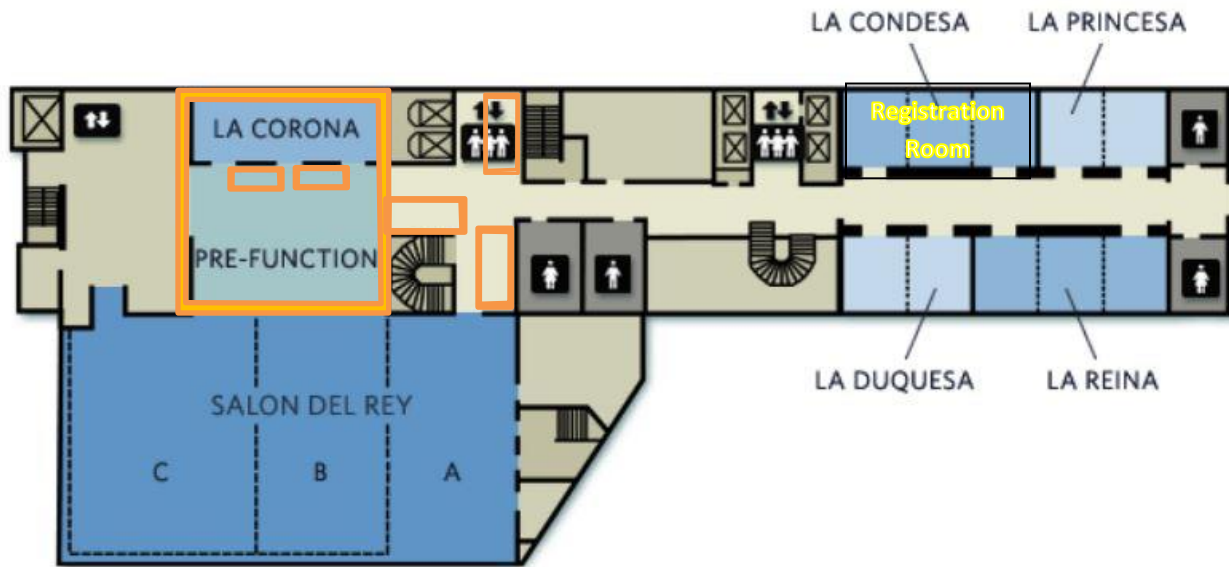 LA CONDESA
LA PRINCESA
LA CORONA
Registration
Room
PRE-FUNCTION
LA DUQUESA
LA REINA
SALON DEL REY
C
B
A